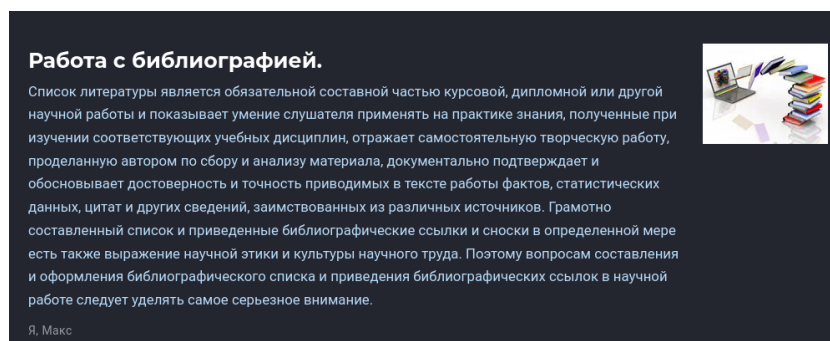 Работа с библиографией.
Список литературы является обязательной составной частью курсовой, дипломной или другой
научной работы и показывает умение слушателя применять на практике знания, полученные при
изучении соответствующих учебных дисциплин, отражает самостоятельную творческую работу,
проделанную автором по сбору и анализу материала, документально подтверждает и
обосновывает достоверность и точность приводимых в тексте работы фактов, статистических
данных, цитат и других сведений, заимствованных из различных источников. Грамотно
составленный список и приведенные библиографические ссылки и сноски в определенной мере
есть также выражение научной этики и культуры научного труда. Поэтому вопросам составления
и оформления библиографического списка и приведения библиографических ссылок в научной
работе следует уделять самое серьезное внимание.
Я, Макс